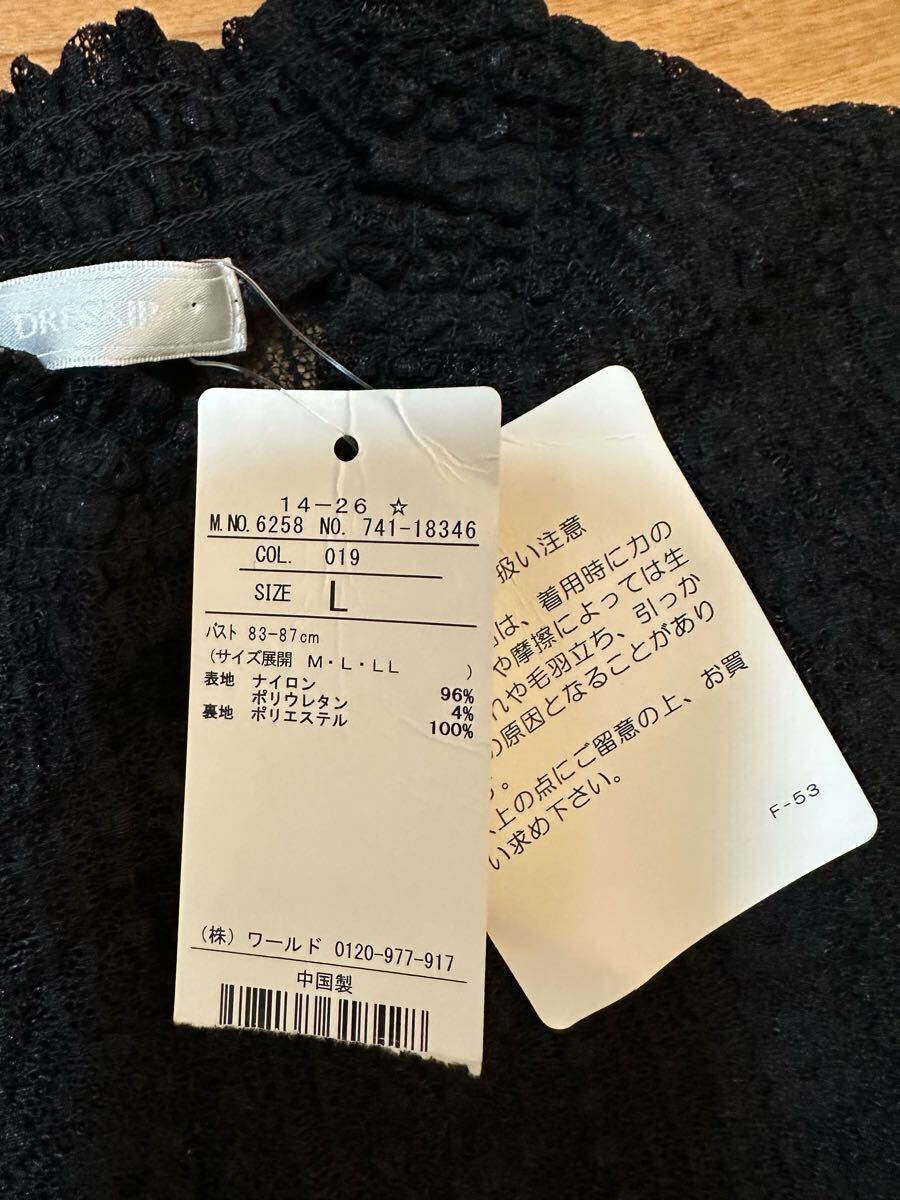 DRESKIP
14-26 ☆
M.NO.6258 NO. 741-18346
COL. 019
SIZE L
バスト 83-87cm
(サイズ展開 M・L・LL )
表地 ナイロン 96%
ポリウレタン 4%
裏地 ポリエステル 100%
(株) ワールド 0120-977-917
中国製
扱い注意
は、着用時に力の
や摩擦によっては生
れや毛羽立ち、引っか
の原因となることがあり
。
上の点にご留意の上、お買
い求め下さい。
F-53